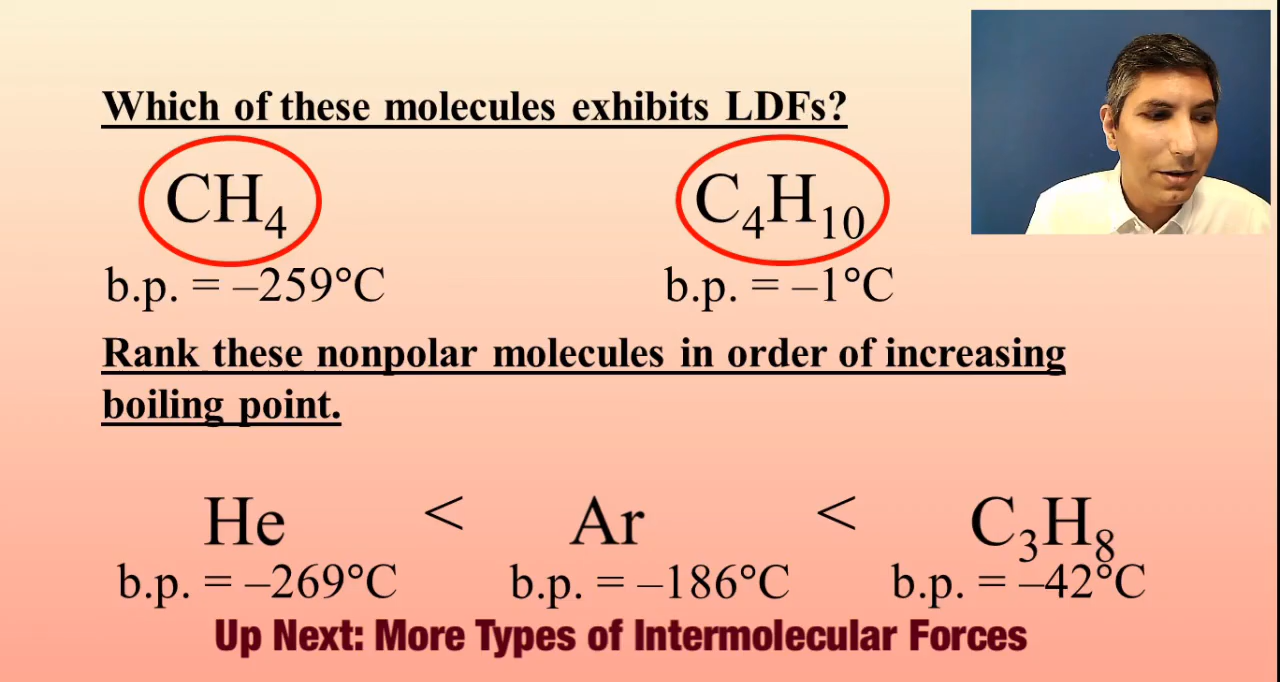 Which of these molecules exhibits LDFs?
CH₄ C₄H₁₀
b.p. = –259°C b.p. = –1°C
Rank these nonpolar molecules in order of increasing
boiling point.
He < Ar < C₃H₈
b.p. = –269°C b.p. = –186°C b.p. = –42°C
Up Next: More Types of Intermolecular Forces